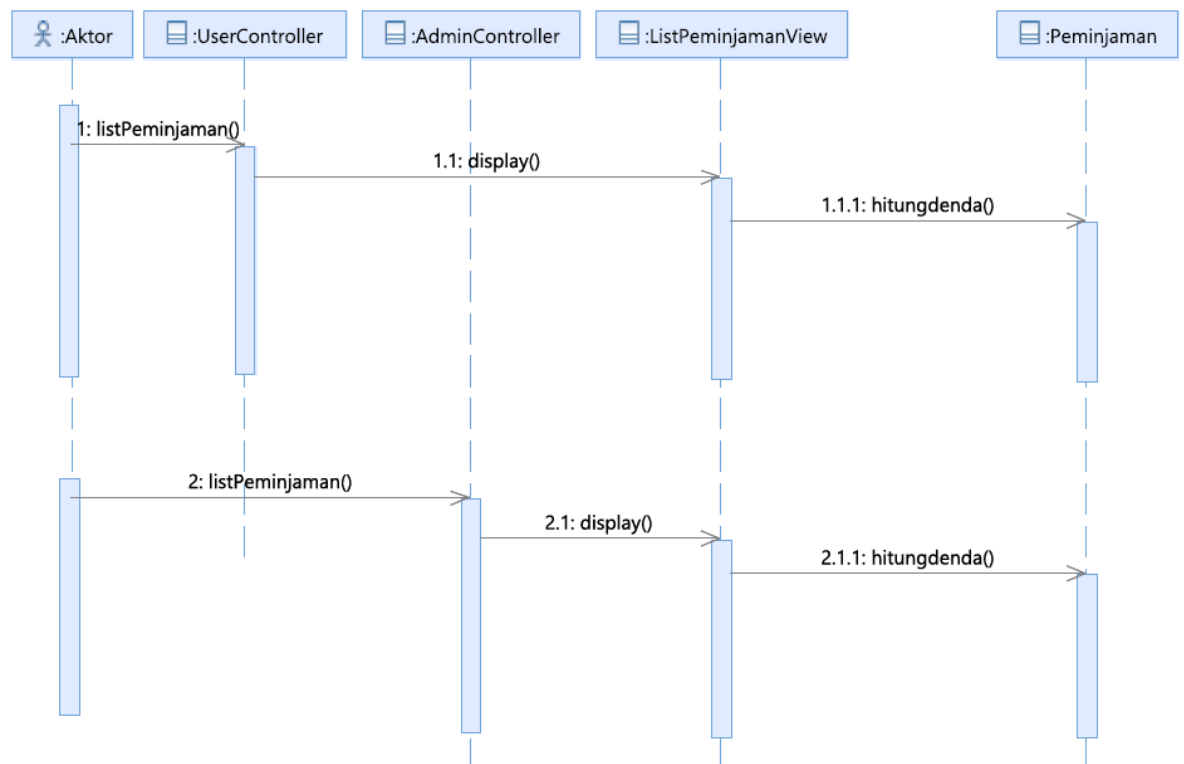 :Aktor
:UserController
:AdminController
:ListPeminjamanView
:Peminjaman
1: listPeminjaman()
1.1: display()
1.1.1: hitungdenda()
2: listPeminjaman()
2.1: display()
2.1.1: hitungdenda()